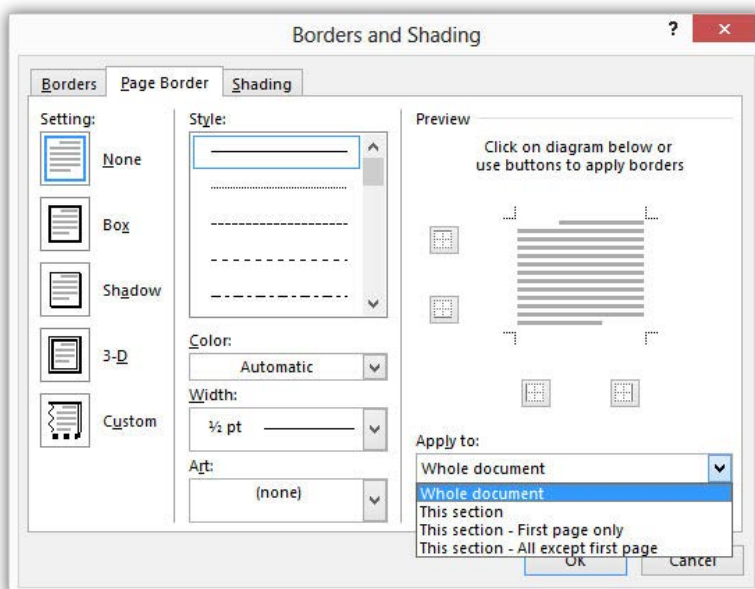 Borders and Shading
?
Borders
Page Border
Shading
Setting:
None
Box
Shadow
3-D
Custom
Style:
Color:
Automatic
Width:
½ pt
Art:
(none)
Preview
Click on diagram below or
use buttons to apply borders
Apply to:
Whole document
Whole document
This section
This section - First page only
This section - All except first page
OK
Cancel